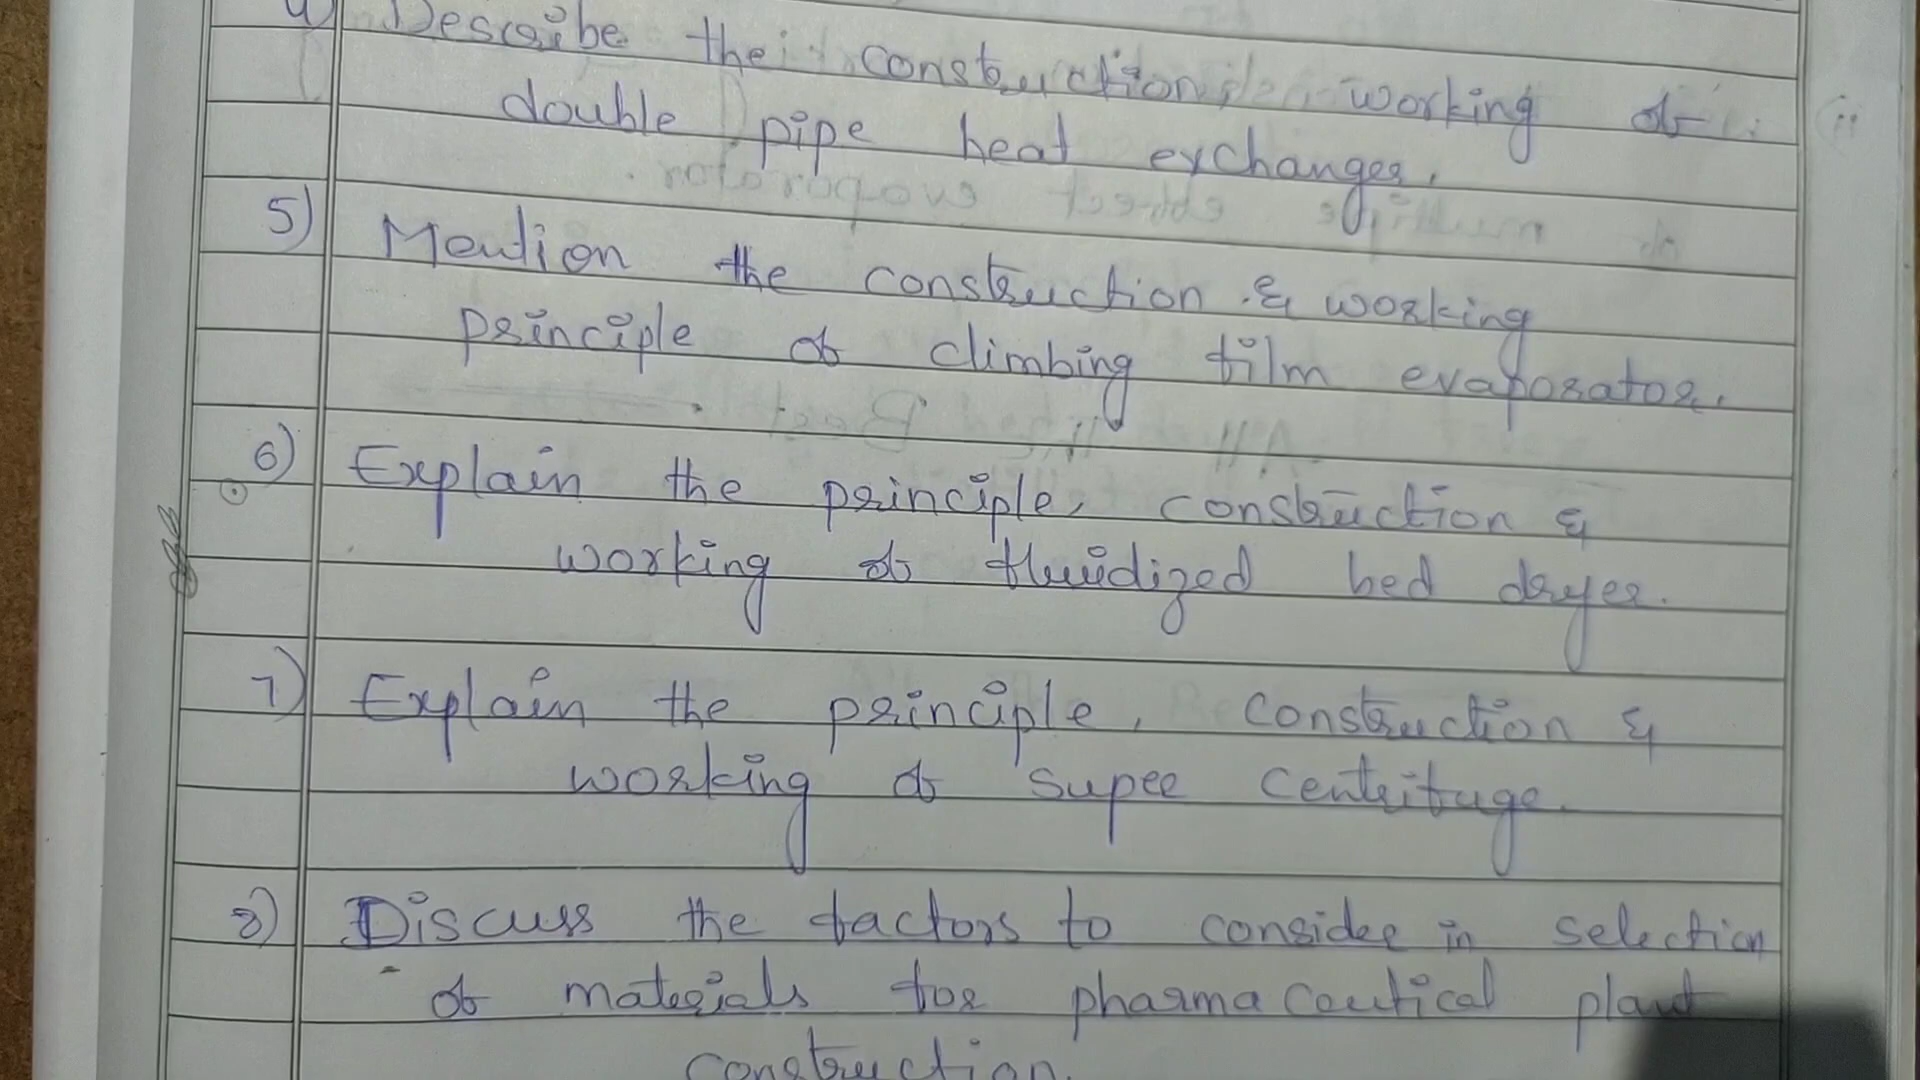 4) Describe the construction, working of
double pipe heat exchanger.
5) Mention the construction & working
principle of climbing film evaporator.
6) Explain the principle, construction &
working of fluidized bed dryer.
7) Explain the principle, construction &
working of super centrifuge.
8) Discuss the factors to consider in selection
of materials for pharmaceutical plant
construction.